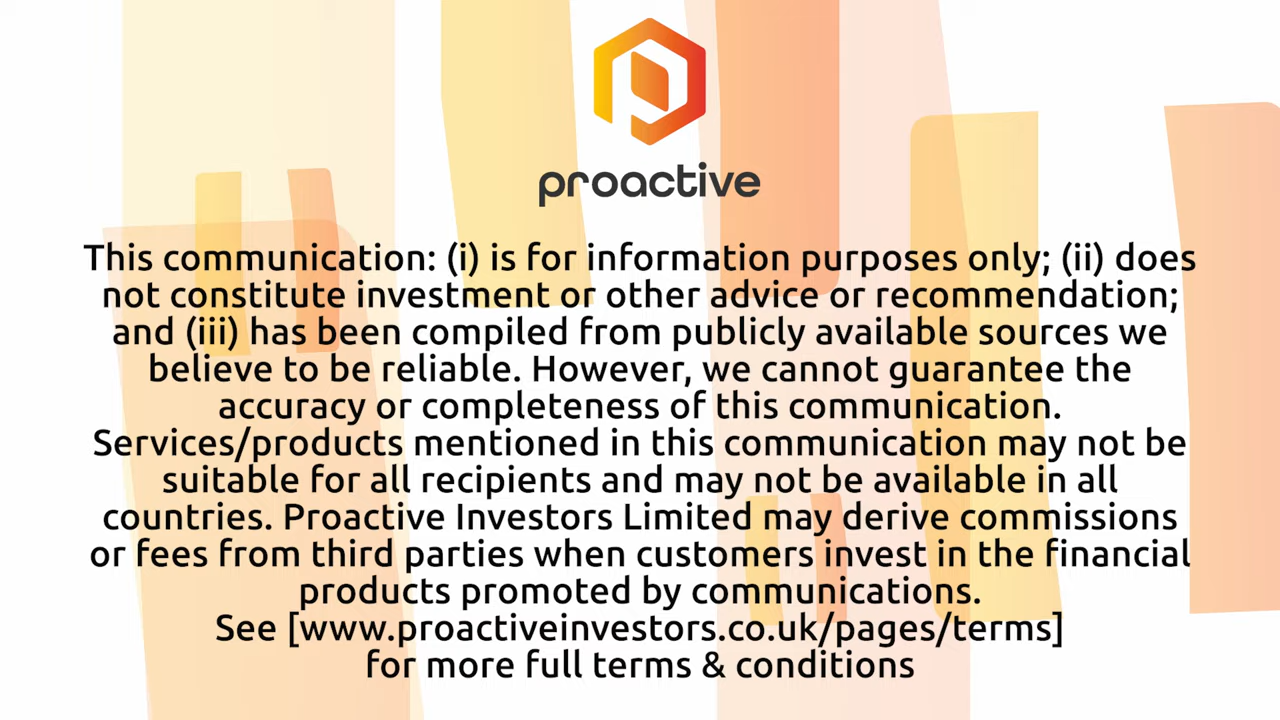 proactive
This communication: (i) is for information purposes only; (ii) does
not constitute investment or other advice or recommendation;
and (iii) has been compiled from publicly available sources we
believe to be reliable. However, we cannot guarantee the
accuracy or completeness of this communication.
Services/products mentioned in this communication may not be
suitable for all recipients and may not be available in all
countries. Proactive Investors Limited may derive commissions
or fees from third parties when customers invest in the financial
products promoted by communications.
See [www.proactiveinvestors.co.uk/pages/terms]
for more full terms & conditions